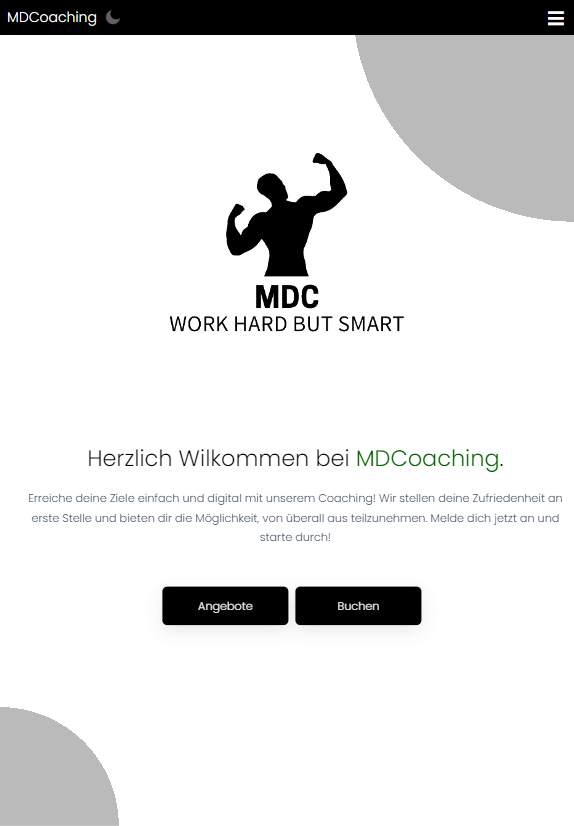 MDCoaching
MDC
WORK HARD BUT SMART
Herzlich Wilkommen bei MDCoaching.
Erreiche deine Ziele einfach und digital mit unserem Coaching! Wir stellen deine Zufriedenheit an
erste Stelle und bieten dir die Möglichkeit, von überall aus teilzunehmen. Melde dich jetzt an und
starte durch!
Angebote Buchen